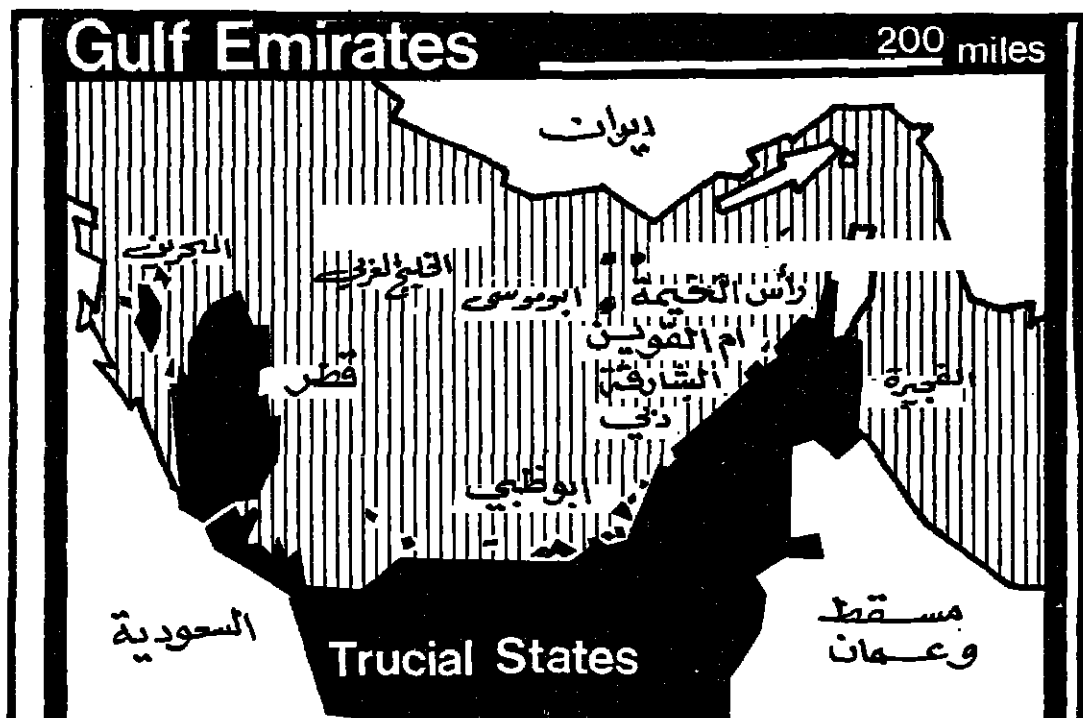 Gulf Emirates
200 miles
البحرين
الخليج العربي
ابوموسى
رأس الخيمة
ام القوين
قطر
الشارقة
الفجيرة
دبي
ابوظبي
السعودية
مسقط
وعمان
Trucial States